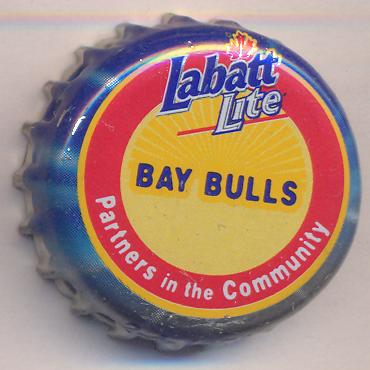 Labatt
Lite
BAY BULLS
Partners in the Community